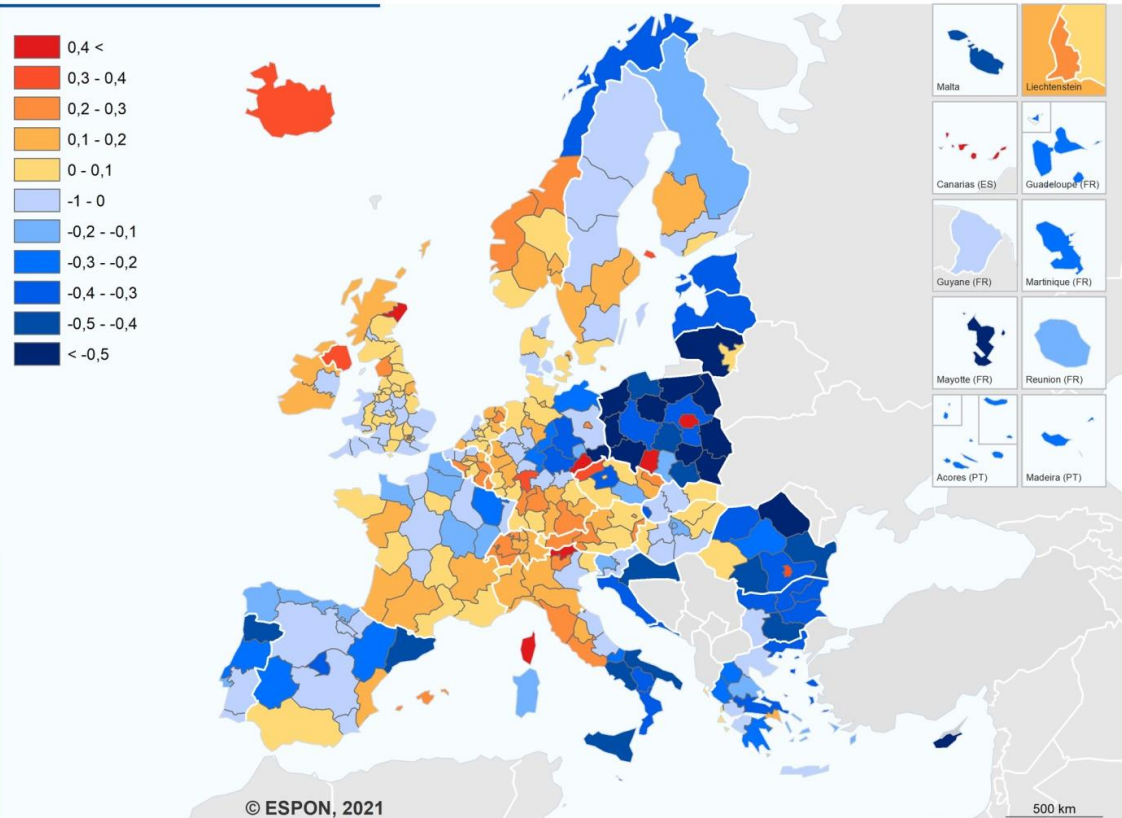 0,4 <
0,3 - 0,4
0,2 - 0,3
0,1 - 0,2
0 - 0,1
-1 - 0
-0,2 - -0,1
-0,3 - -0,2
-0,4 - -0,3
-0,5 - -0,4
< -0,5
Malta
Liechtenstein
Canarias (ES)
Guadeloupe (FR)
Guyane (FR)
Martinique (FR)
Mayotte (FR)
Reunion (FR)
Acores (PT)
Madeira (PT)
© ESPON, 2021
500 km